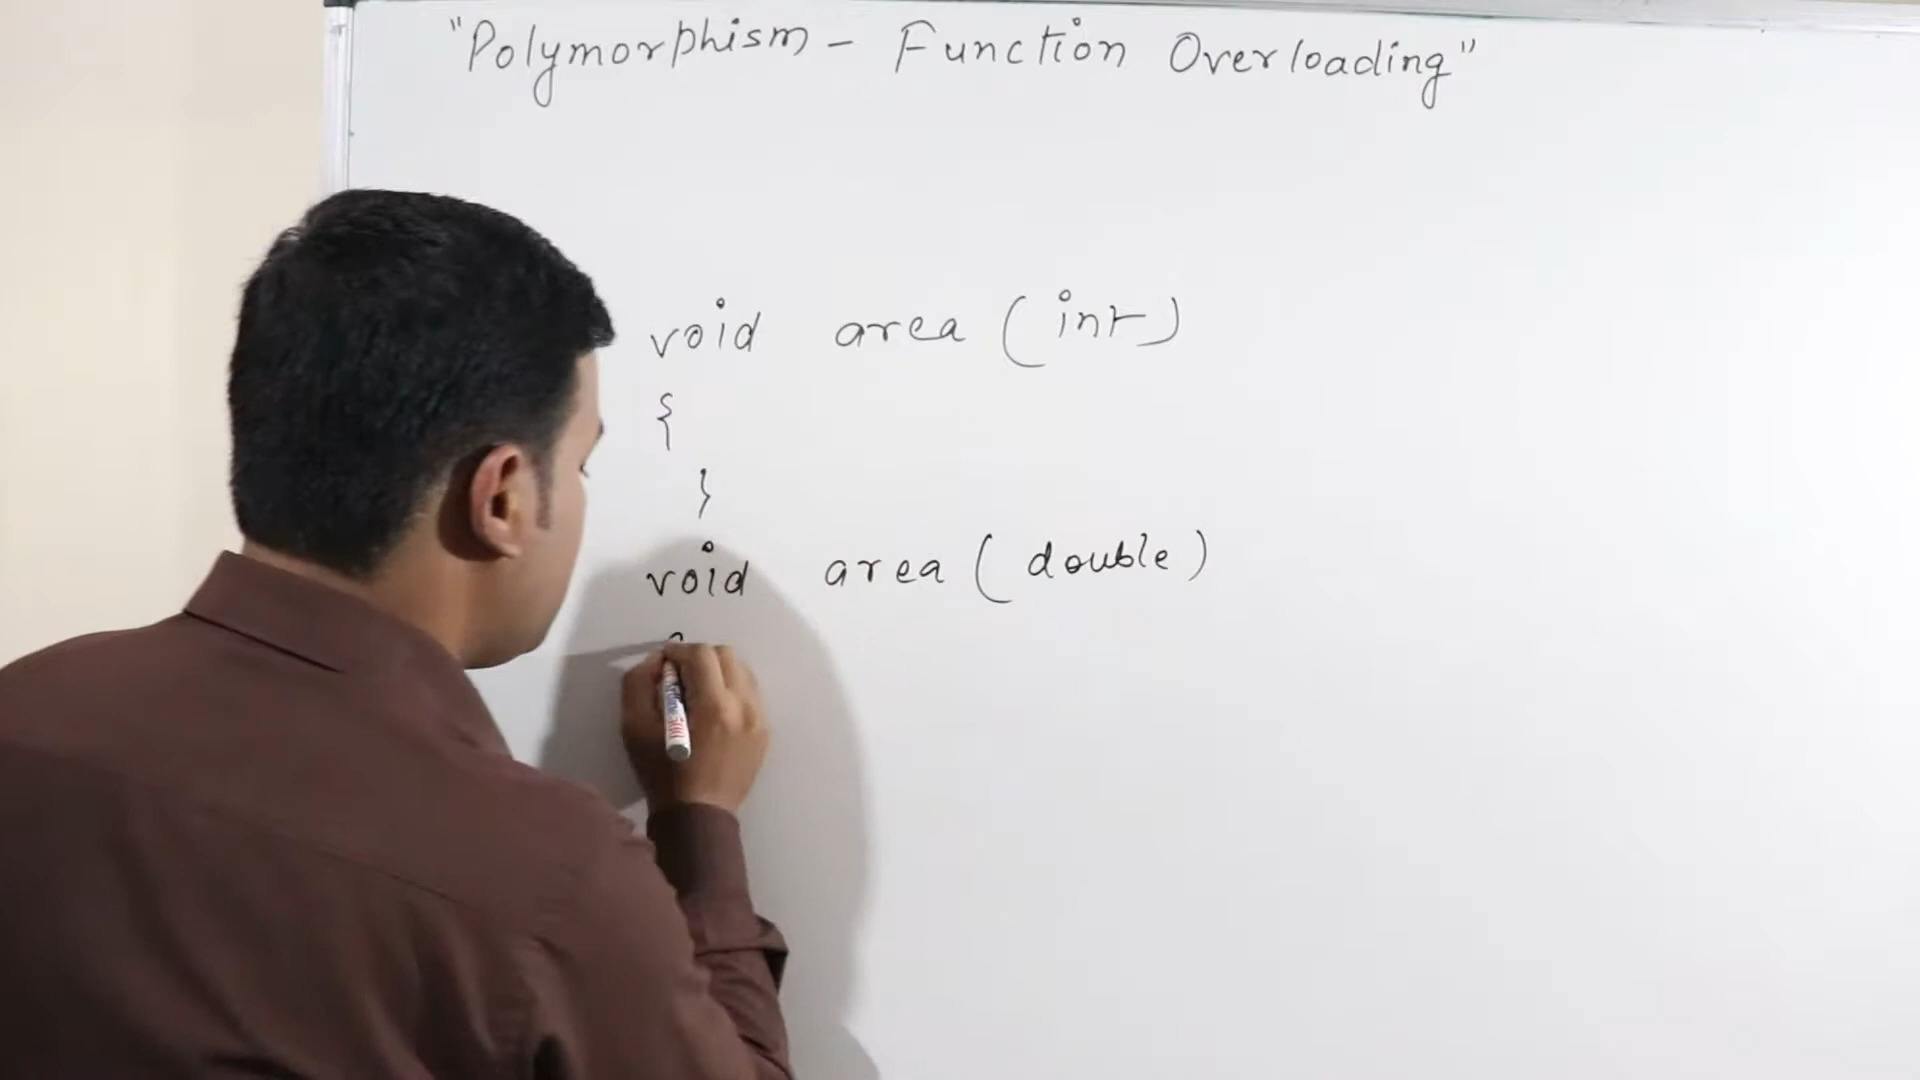 "Polymorphism - Function Overloading"
void area (int)
{
}
void area (double)